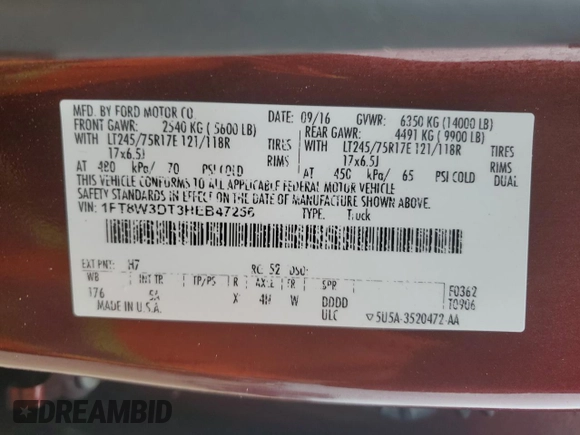 MFD. BY FORD MOTOR CO. DATE: 09/16 GVWR: 6350 KG (14000 LB)
FRONT GAWR: 2540 KG (5600 LB) REAR GAWR: 4491 KG (9900 LB)
WITH LT245/75R17E 121/118R TIRES WITH LT245/75R17E 121/118R TIRES
17x6.5J RIMS 17x6.5J RIMS
AT 480 kPa/ 70 PSI COLD AT 450 kPa/ 65 PSI COLD DUAL
THIS VEHICLE CONFORMS TO ALL APPLICABLE FEDERAL MOTOR VEHICLE
SAFETY STANDARDS IN EFFECT ON THE DATE OF MANUFACTURE SHOWN ABOVE.
VIN: 1FT8W3DT3HEB47256 TYPE: Truck
EXT PNT: H7 RC: 52 DSO:
WB INT TR TP/PS R AXLE TR SPR
176 X 4H W DDDD F0362
MADE IN U.S.A. ULC T0906
▽5U5A-3520472-AA
DREAMBID